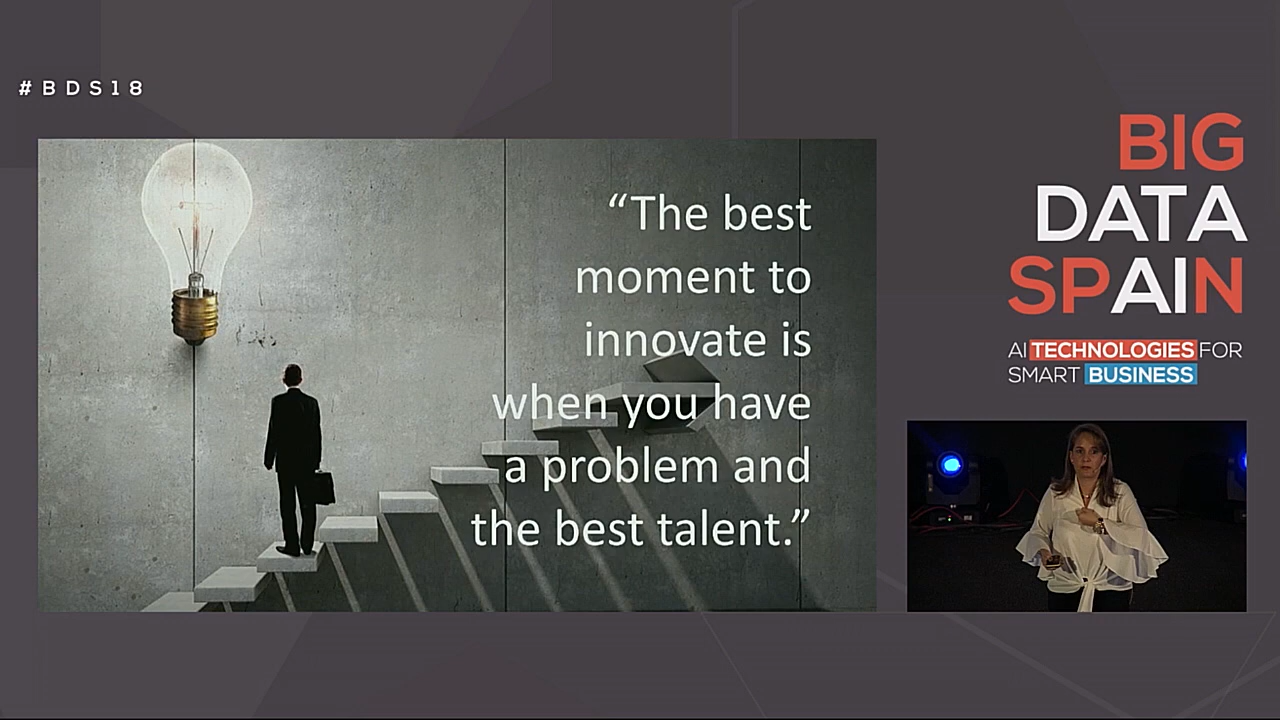 #BDS18
“The best
moment to
innovate is
when you have
a problem and
the best talent.”
BIG
DATA
SPAIN
AI TECHNOLOGIES FOR
SMART BUSINESS